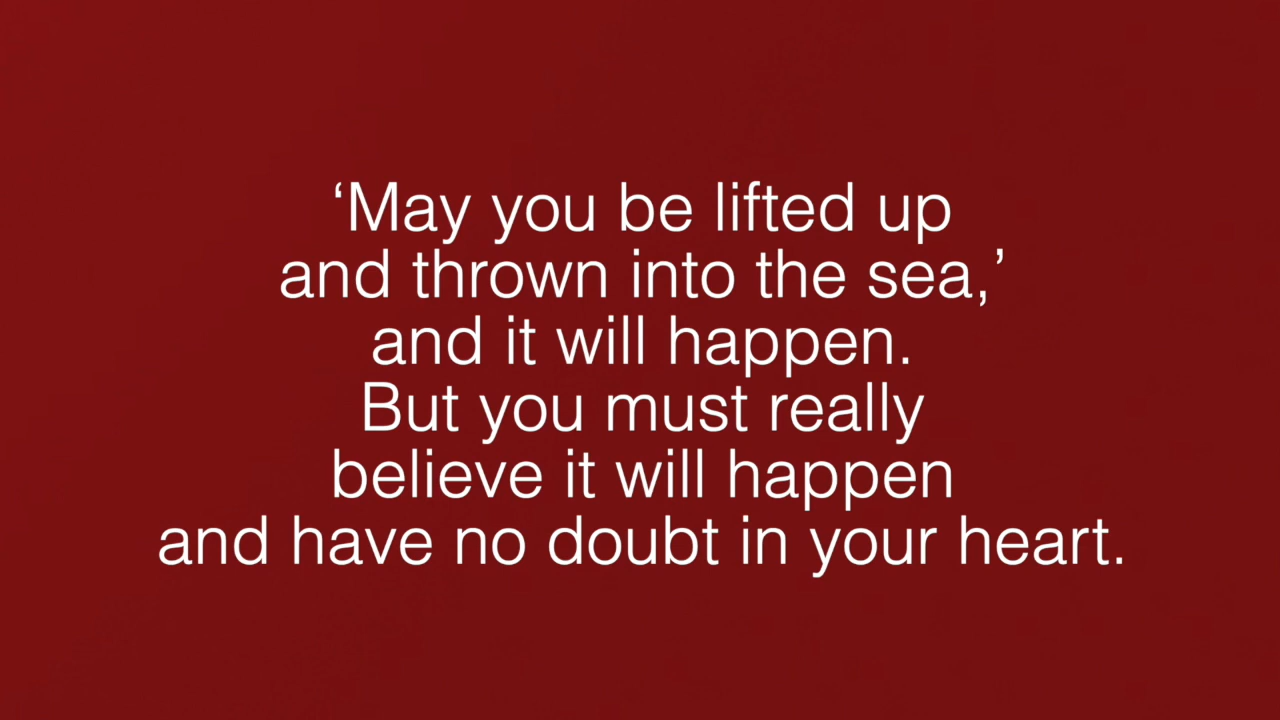 ‘May you be lifted up
and thrown into the sea,’
and it will happen.
But you must really
believe it will happen
and have no doubt in your heart.